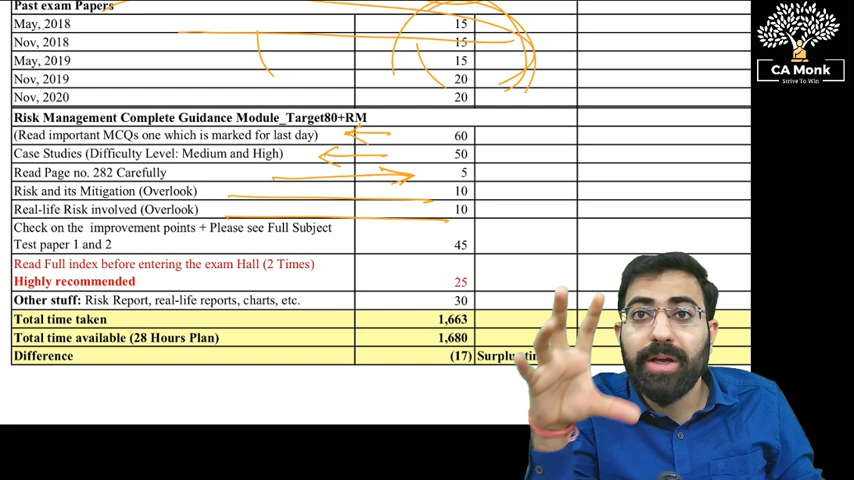 Past exam Papers
May, 2018 15
Nov, 2018 15
May, 2019 15
Nov, 2019 20
Nov, 2020 20
Risk Management Complete Guidance Module_Target80+RM
(Read important MCQs one which is marked for last day) 60
Case Studies (Difficulty Level: Medium and High) 50
Read Page no. 282 Carefully 5
Risk and its Mitigation (Overlook) 10
Real-life Risk involved (Overlook) 10
Check on the improvement points + Please see Full Subject
Test paper 1 and 2 45
Read Full index before entering the exam Hall (2 Times)
Highly recommended 25
Other stuff: Risk Report, real-life reports, charts, etc. 30
Total time taken 1,663
Total time available (28 Hours Plan) 1,680
Difference (17) Surplus
CA Monk
Strive To Win